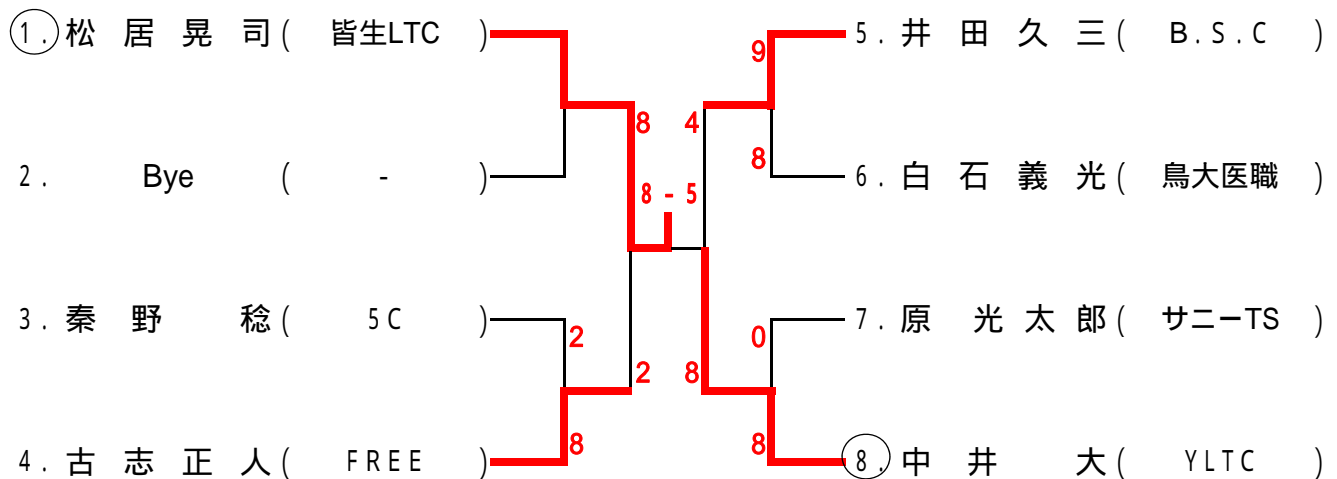 1. 松居晃司( 皆生LTC )
2. Bye ( - )
3. 秦野 稔( 5C )
4. 古志正人( FREE )
8 4
8-5
2
8
2 8
5. 井田久三( B.S.C )
9
8
6. 白石義光( 鳥大医職 )
7. 原 光太郎( サニーTS )
0
8
8. 中井 大( YLTC )